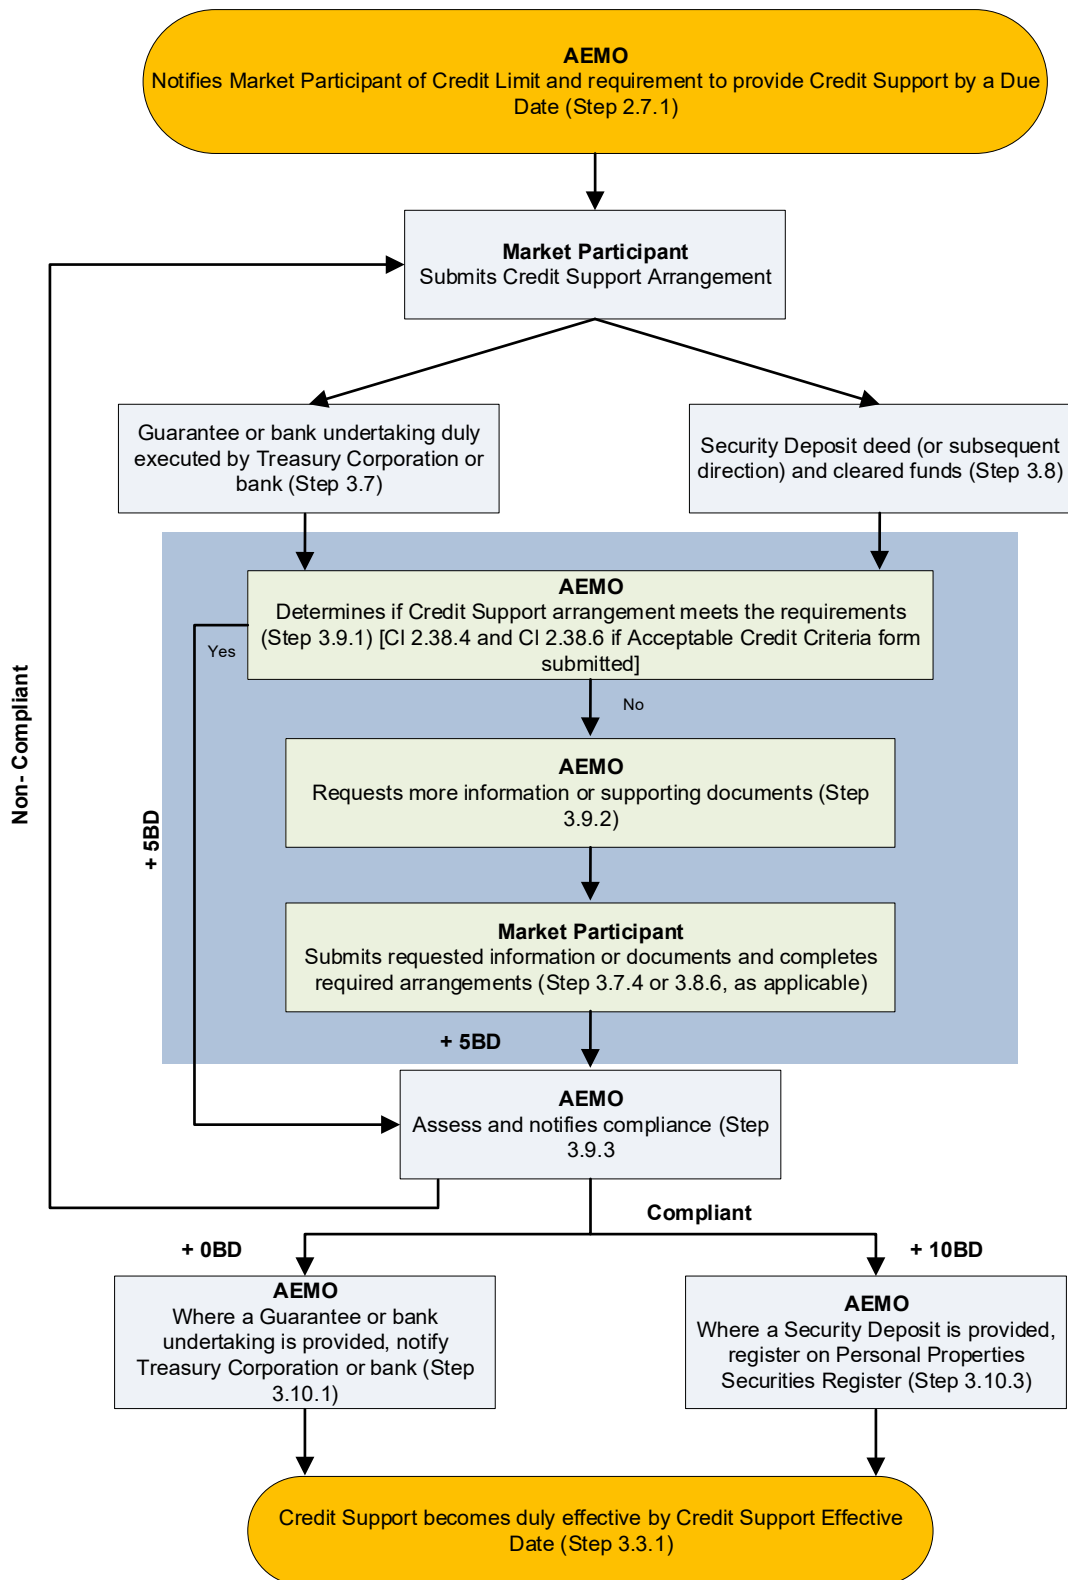 AEMO
Notifies Market Participant of Credit Limit and requirement to provide Credit Support by a Due
Date (Step 2.7.1)
Market Participant
Submits Credit Support Arrangement
Guarantee or bank undertaking duly
executed by Treasury Corporation or
bank (Step 3.7)
Security Deposit deed (or subsequent
direction) and cleared funds (Step 3.8)
AEMO
Determines if Credit Support arrangement meets the requirements
(Step 3.9.1) [Cl 2.38.4 and Cl 2.38.6 if Acceptable Credit Criteria form
submitted]
Yes
No
Non- Compliant
AEMO
Requests more information or supporting documents (Step
3.9.2)
+ 5BD
Market Participant
Submits requested information or documents and completes
required arrangements (Step 3.7.4 or 3.8.6, as applicable)
+ 5BD
AEMO
Assess and notifies compliance (Step
3.9.3
Compliant
+ 0BD
+ 10BD
AEMO
Where a Guarantee or bank
undertaking is provided, notify
Treasury Corporation or bank (Step
3.10.1)
AEMO
Where a Security Deposit is provided,
register on Personal Properties
Securities Register (Step 3.10.3)
Credit Support becomes duly effective by Credit Support Effective
Date (Step 3.3.1)